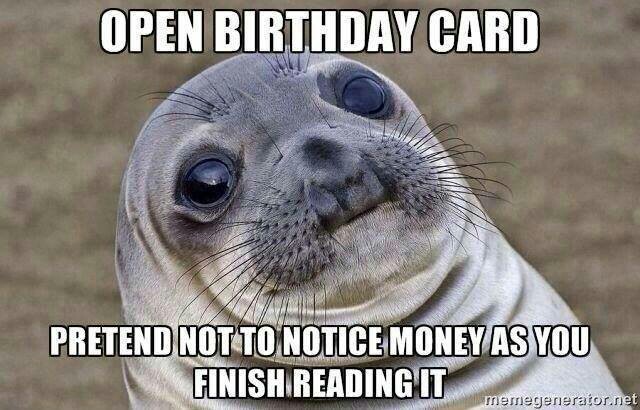 OPEN BIRTHDAY CARD
PRETEND NOT TO NOTICE MONEY AS YOU
FINISH READING IT
memegenerator.net